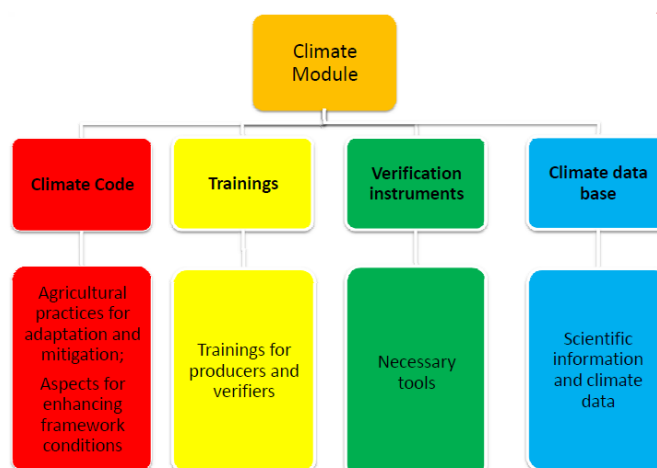 Climate
Module
Climate Code
Trainings
Verification
instruments
Climate data
base
Agricultural
practices for
adaptation and
mitigation;
Aspects for
enhancing
framework
conditions
Trainings for
producers and
verifiers
Necessary
tools
Scientific
information
and climate
data